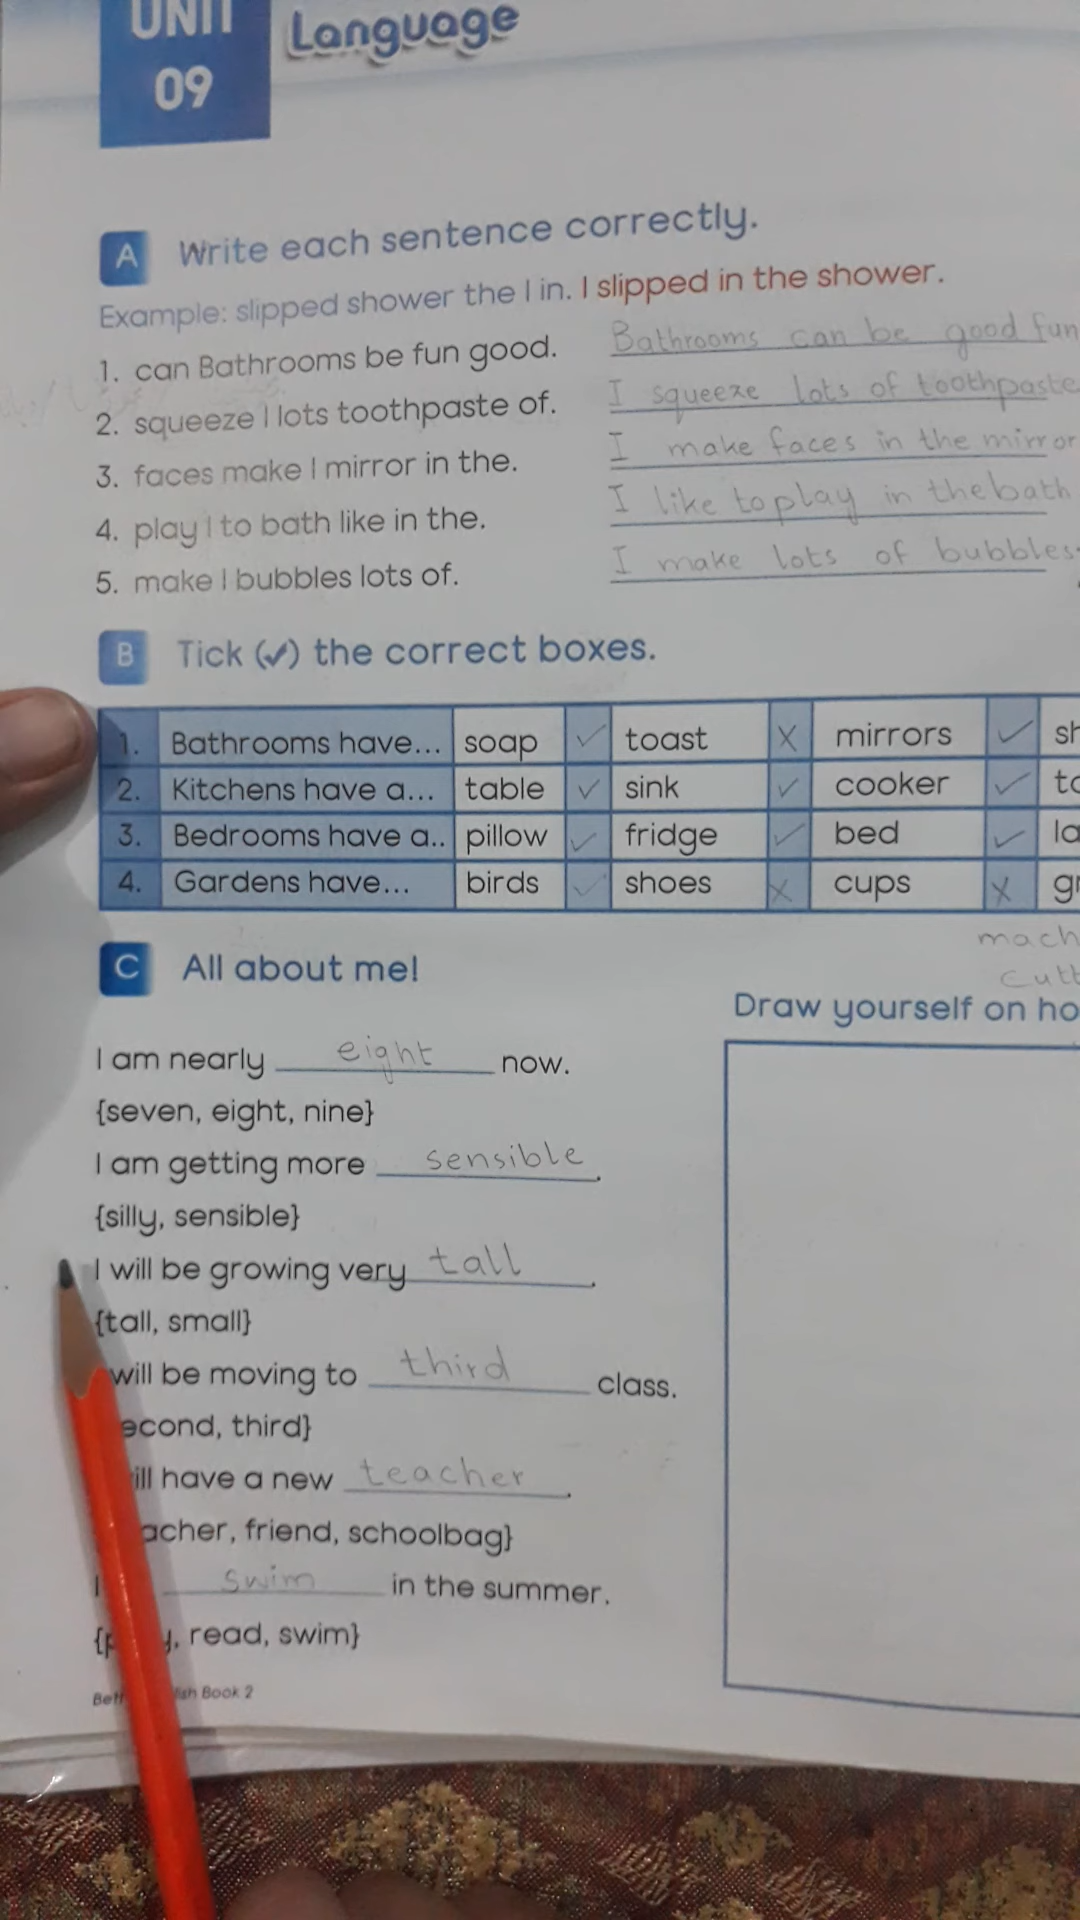 UNIT
09
Language
A Write each sentence correctly.
Example: slipped shower the I in. I slipped in the shower.
1. can Bathrooms be fun good. Bathrooms can be good fun
2. squeeze I lots toothpaste of. I squeeze lots of toothpaste
3. faces make I mirror in the. I make faces in the mirror
4. play I to bath like in the. I like to play in the bath
5. make I bubbles lots of. I make lots of bubbles
B Tick (✓) the correct boxes.
1. Bathrooms have... soap ✓ toast X mirrors ✓
2. Kitchens have a... table ✓ sink ✓ cooker ✓
3. Bedrooms have a.. pillow ✓ fridge ✓ bed ✓
4. Gardens have... birds ✓ shoes X cups X
C All about me!
Draw yourself on
I am nearly eight now.
{seven, eight, nine}
I am getting more sensible.
{silly, sensible}
I will be growing very tall.
{tall, small}
will be moving to third class.
econd, third}
ill have a new teacher.
acher, friend, schoolbag}
I swim in the summer.
read, swim}
Book 2